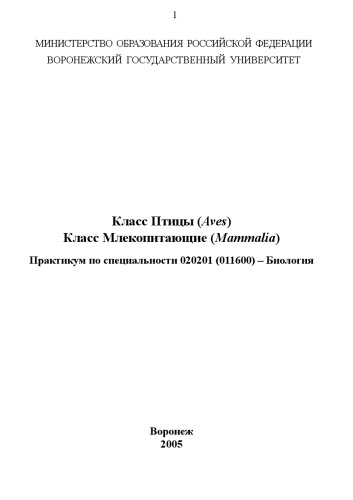 1
МИНИСТЕРСТВО ОБРАЗОВАНИЯ РОССИЙСКОЙ ФЕДЕРАЦИИ
ВОРОНЕЖСКИЙ ГОСУДАРСТВЕННЫЙ УНИВЕРСИТЕТ
Класс Птицы (Aves)
Класс Млекопитающие (Mammalia)
Практикум по специальности 020201 (011600) – Биология
Воронеж
2005